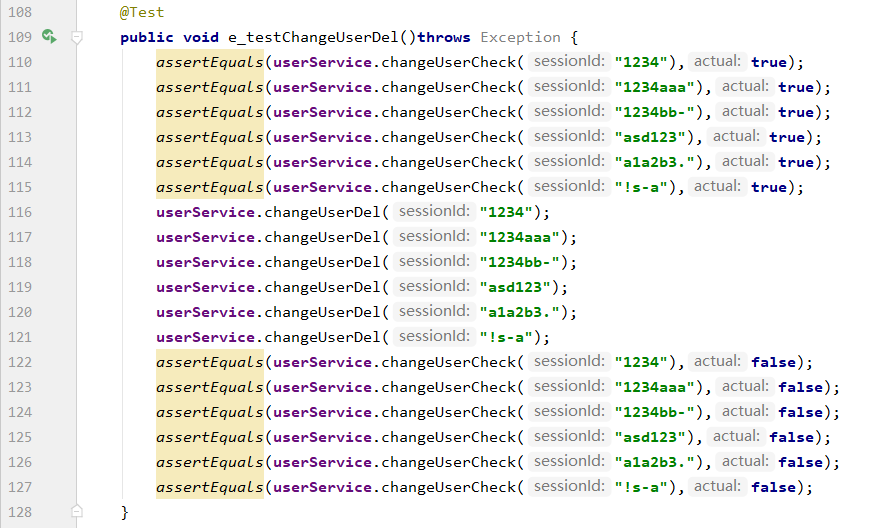 108 @Test
109 public void e_testChangeUserDel()throws Exception {
110 assertEquals(userService.changeUserCheck( sessionId: "1234"), actual: true);
111 assertEquals(userService.changeUserCheck( sessionId: "1234aaa"), actual: true);
112 assertEquals(userService.changeUserCheck( sessionId: "1234bb-"), actual: true);
113 assertEquals(userService.changeUserCheck( sessionId: "asd123"), actual: true);
114 assertEquals(userService.changeUserCheck( sessionId: "a1a2b3."), actual: true);
115 assertEquals(userService.changeUserCheck( sessionId: "!s-a"), actual: true);
116 userService.changeUserDel( sessionId: "1234");
117 userService.changeUserDel( sessionId: "1234aaa");
118 userService.changeUserDel( sessionId: "1234bb-");
119 userService.changeUserDel( sessionId: "asd123");
120 userService.changeUserDel( sessionId: "a1a2b3.");
121 userService.changeUserDel( sessionId: "!s-a");
122 assertEquals(userService.changeUserCheck( sessionId: "1234"), actual: false);
123 assertEquals(userService.changeUserCheck( sessionId: "1234aaa"), actual: false);
124 assertEquals(userService.changeUserCheck( sessionId: "1234bb-"), actual: false);
125 assertEquals(userService.changeUserCheck( sessionId: "asd123"), actual: false);
126 assertEquals(userService.changeUserCheck( sessionId: "a1a2b3."), actual: false);
127 assertEquals(userService.changeUserCheck( sessionId: "!s-a"), actual: false);
128 }